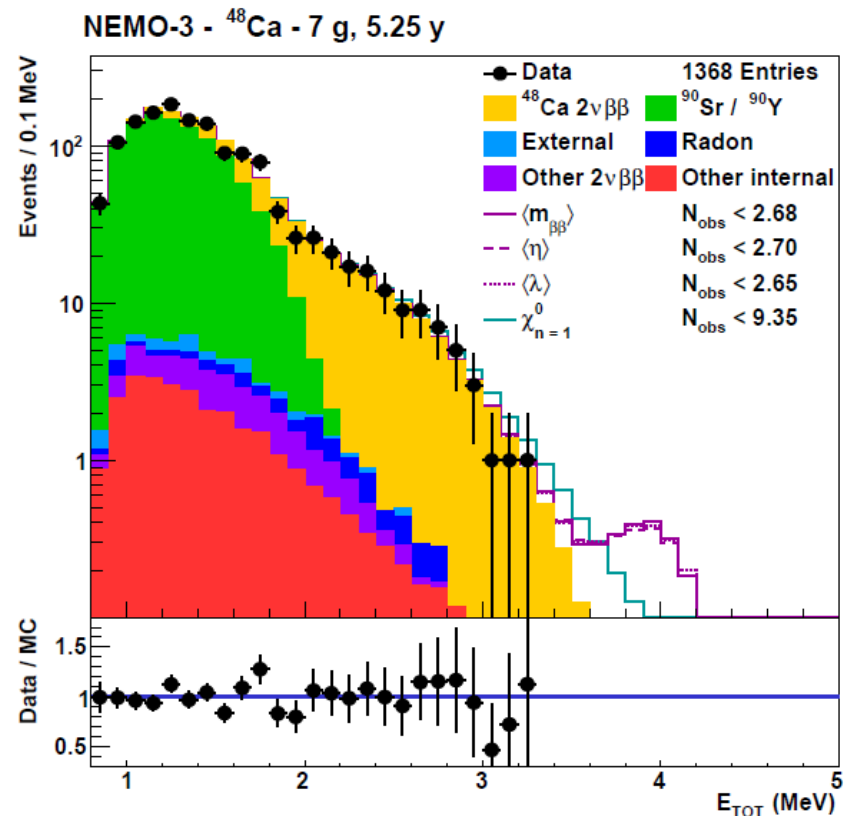 NEMO-3 - ⁴⁸Ca - 7 g, 5.25 y
Events / 0.1 MeV
10²
10
1
Data 1368 Entries
⁴⁸Ca 2νββ ⁹⁰Sr / ⁹⁰Y
External Radon
Other 2νββ Other internal
⟨m_ββ⟩ N_obs < 2.68
⟨η⟩ N_obs < 2.70
⟨λ⟩ N_obs < 2.65
χ⁰_n = 1 N_obs < 9.35
Data / MC
1.5
1
0.5
1 2 3 4 5
E_TOT (MeV)